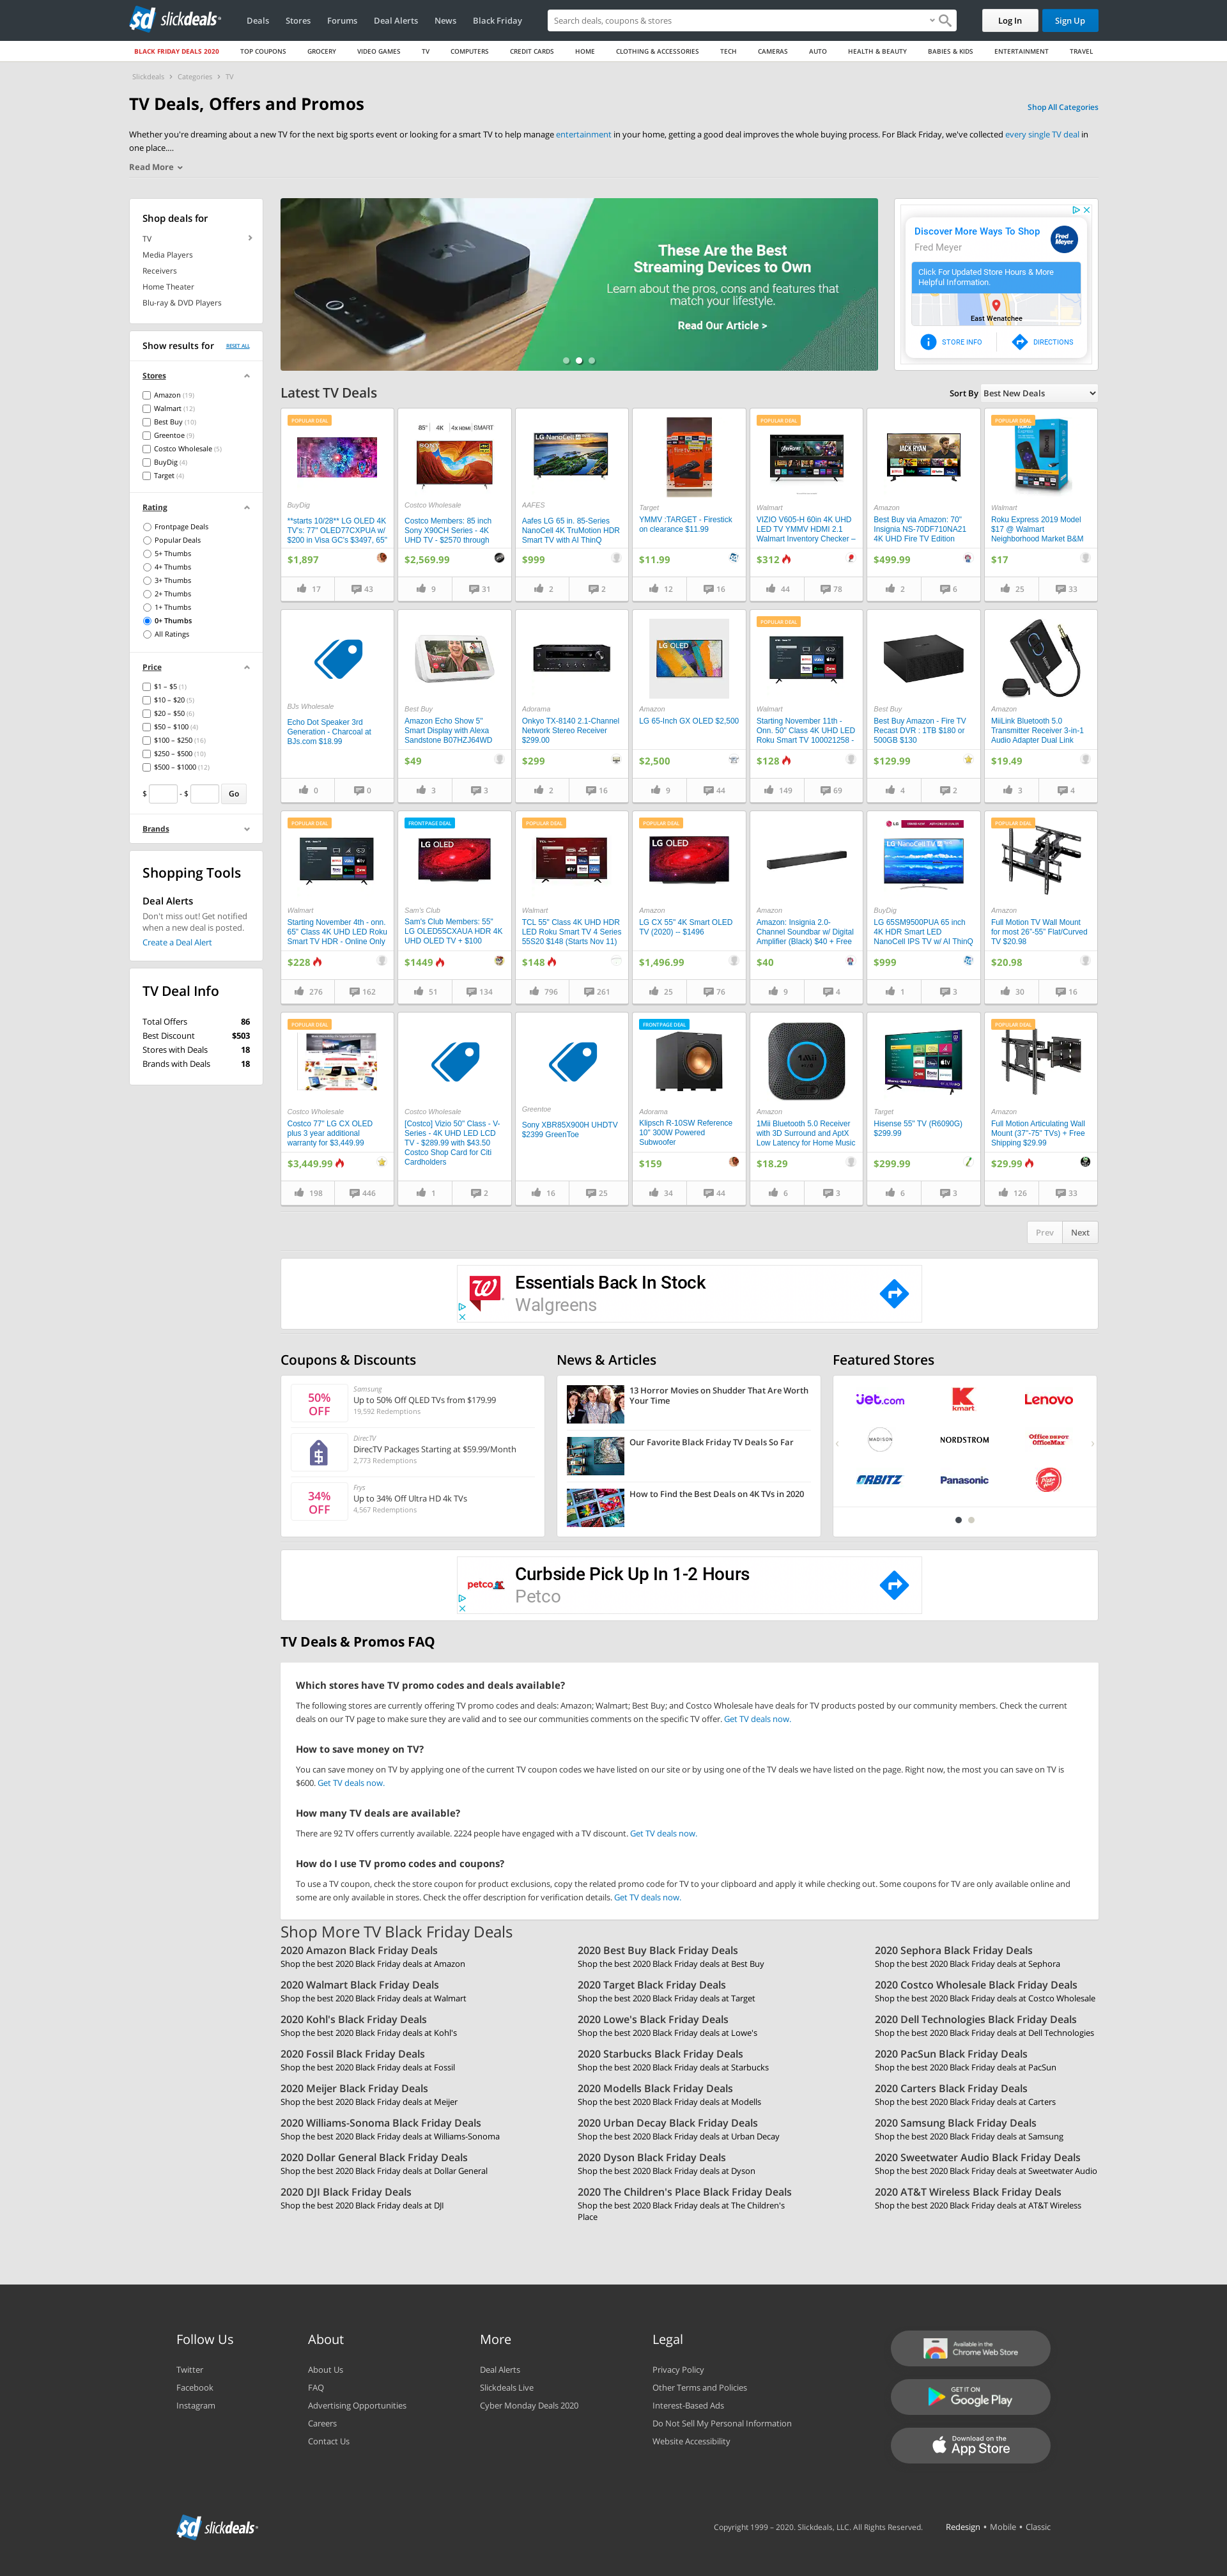 slickdeals
Deals
Stores
Forums
Deal Alerts
News
Black Friday
Search deals, coupons & stores
Log In
Sign Up
BLACK FRIDAY DEALS 2020
TOP COUPONS
GROCERY
VIDEO GAMES
TV
COMPUTERS
CREDIT CARDS
HOME
CLOTHING & ACCESSORIES
TECH
CAMERAS
AUTO
HEALTH & BEAUTY
BABIES & KIDS
ENTERTAINMENT
TRAVEL
Slickdeals › Categories › TV
TV Deals, Offers and Promos
Shop All Categories
Whether you're dreaming about a new TV for the next big sports event or looking for a smart TV to help manage entertainment in your home, getting a good deal improves the whole buying process. For Black Friday, we've collected every single TV deal in
one place....
Read More
Shop deals for
TV
Media Players
Receivers
Home Theater
Blu-ray & DVD Players
Show results for
RESET ALL
Stores
Amazon (19)
Walmart (12)
Best Buy (10)
Greentoe (9)
Costco Wholesale (5)
BuyDig (4)
Target (4)
Rating
Frontpage Deals
Popular Deals
5+ Thumbs
4+ Thumbs
3+ Thumbs
2+ Thumbs
1+ Thumbs
0+ Thumbs
All Ratings
Price
$1 – $5 (1)
$10 – $20 (5)
$20 – $50 (6)
$50 – $100 (4)
$100 – $250 (16)
$250 – $500 (10)
$500 – $1000 (12)
$ - $ Go
Brands
Shopping Tools
Deal Alerts
Don't miss out! Get notified
when a new deal is posted.
Create a Deal Alert
TV Deal Info
Total Offers 86
Best Discount $503
Stores with Deals 18
Brands with Deals 18
These Are the Best
Streaming Devices to Own
Learn about the pros, cons and features that
match your lifestyle.
Read Our Article >
Discover More Ways To Shop
Fred Meyer
Click For Updated Store Hours & More
Helpful Information.
East Wenatchee
STORE INFO
DIRECTIONS
Latest TV Deals
Sort By Best New Deals
POPULAR DEAL
BuyDig
**starts 10/28** LG OLED 4K
TV's: 77" OLED77CXPUA w/
$200 in Visa GC's $3497, 65"
$1,897
17
43
85" 4K 4x HDMI SMART
SONY
Costco Wholesale
Costco Members: 85 inch
Sony X90CH Series - 4K
UHD TV - $2570 through
$2,569.99
9
31
LG NanoCell
AAFES
Aafes LG 65 in. 85-Series
NanoCell 4K TruMotion HDR
Smart TV with AI ThinQ
$999
2
2
Target
YMMV :TARGET - Firestick
on clearance $11.99
$11.99
12
16
POPULAR DEAL
Walmart
VIZIO V605-H 60in 4K UHD
LED TV YMMV HDMI 2.1
Walmart Inventory Checker –
$312
44
78
JACK RYAN
Amazon
Best Buy via Amazon: 70"
Insignia NS-70DF710NA21
4K UHD Fire TV Edition
$499.99
2
6
POPULAR DEAL
Walmart
Roku Express 2019 Model
$17 @ Walmart
Neighborhood Market B&M
$17
25
33
BJs Wholesale
Echo Dot Speaker 3rd
Generation - Charcoal at
BJs.com $18.99
0
0
Best Buy
Amazon Echo Show 5"
Smart Display with Alexa
Sandstone B07HZJ64WD
$49
3
3
Adorama
Onkyo TX-8140 2.1-Channel
Network Stereo Receiver
$299.00
$299
2
16
LG OLED
Amazon
LG 65-Inch GX OLED $2,500
$2,500
9
44
POPULAR DEAL
Walmart
Starting November 11th -
Onn. 50" Class 4K UHD LED
Roku Smart TV 100021258 -
$128
149
69
Best Buy
Best Buy Amazon - Fire TV
Recast DVR : 1TB $180 or
500GB $130
$129.99
4
2
Amazon
MiiLink Bluetooth 5.0
Transmitter Receiver 3-in-1
Audio Adapter Dual Link
$19.49
3
4
POPULAR DEAL
Walmart
Starting November 4th - onn.
65" Class 4K UHD LED Roku
Smart TV HDR - Online Only
$228
276
162
FRONTPAGE DEAL
LG OLED
Sam's Club
Sam's Club Members: 55"
LG OLED55CXAUA HDR 4K
UHD OLED TV + $100
$1449
51
134
POPULAR DEAL
TCL
Walmart
TCL 55" Class 4K UHD HDR
LED Roku Smart TV 4 Series
55S20 $148 (Starts Nov 11)
$148
796
261
POPULAR DEAL
LG OLED
Amazon
LG CX 55" 4K Smart OLED
TV (2020) -- $1496
$1,496.99
25
76
Amazon
Amazon: Insignia 2.0-
Channel Soundbar w/ Digital
Amplifier (Black) $40 + Free
$40
9
4
LG
LG NanoCell TV
BuyDig
LG 65SM9500PUA 65 inch
4K HDR Smart LED
NanoCell IPS TV w/ AI ThinQ
$999
1
3
POPULAR DEAL
Amazon
Full Motion TV Wall Mount
for most 26"-55" Flat/Curved
TV $20.98
$20.98
30
16
POPULAR DEAL
Costco Wholesale
Costco 77" LG CX OLED
plus 3 year additional
warranty for $3,449.99
$3,449.99
198
446
Costco Wholesale
[Costco] Vizio 50" Class - V-
Series - 4K UHD LED LCD
TV - $289.99 with $43.50
Costco Shop Card for Citi
Cardholders
1
2
Greentoe
Sony XBR85X900H UHDTV
$2399 GreenToe
16
25
FRONTPAGE DEAL
Adorama
Klipsch R-10SW Reference
10" 300W Powered
Subwoofer
$159
34
44
1Mii
Amazon
1Mii Bluetooth 5.0 Receiver
with 3D Surround and AptX
Low Latency for Home Music
$18.29
6
3
Target
Hisense 55" TV (R6090G)
$299.99
$299.99
6
3
POPULAR DEAL
Amazon
Full Motion Articulating Wall
Mount (37"-75" TVs) + Free
Shipping $29.99
$29.99
126
33
Prev
Next
Essentials Back In Stock
Walgreens
Coupons & Discounts
50%
OFF
Samsung
Up to 50% Off QLED TVs from $179.99
19,592 Redemptions
DirecTV
DirecTV Packages Starting at $59.99/Month
2,773 Redemptions
34%
OFF
Frys
Up to 34% Off Ultra HD 4k TVs
4,567 Redemptions
News & Articles
13 Horror Movies on Shudder That Are Worth
Your Time
Our Favorite Black Friday TV Deals So Far
How to Find the Best Deals on 4K TVs in 2020
Featured Stores
jet.com
kmart
Lenovo
MADISON
NORDSTROM
Office DEPOT
OfficeMax
ORBITZ
Panasonic
petco
Curbside Pick Up In 1-2 Hours
Petco
TV Deals & Promos FAQ
Which stores have TV promo codes and deals available?
The following stores are currently offering TV promo codes and deals: Amazon; Walmart; Best Buy; and Costco Wholesale have deals for TV products posted by our community members. Check the current
deals on our TV page to make sure they are valid and to see our communities comments on the specific TV offer. Get TV deals now.
How to save money on TV?
You can save money on TV by applying one of the current TV coupon codes we have listed on our site or by using one of the TV deals we have listed on the page. Right now, the most you can save on TV is
$600. Get TV deals now.
How many TV deals are available?
There are 92 TV offers currently available. 2224 people have engaged with a TV discount. Get TV deals now.
How do I use TV promo codes and coupons?
To use a TV coupon, check the store coupon for product exclusions, copy the related promo code for TV to your clipboard and apply it while checking out. Some coupons for TV are only available online and
some are only available in stores. Check the offer description for verification details. Get TV deals now.
Shop More TV Black Friday Deals
2020 Amazon Black Friday Deals
Shop the best 2020 Black Friday deals at Amazon
2020 Best Buy Black Friday Deals
Shop the best 2020 Black Friday deals at Best Buy
2020 Sephora Black Friday Deals
Shop the best 2020 Black Friday deals at Sephora
2020 Walmart Black Friday Deals
Shop the best 2020 Black Friday deals at Walmart
2020 Target Black Friday Deals
Shop the best 2020 Black Friday deals at Target
2020 Costco Wholesale Black Friday Deals
Shop the best 2020 Black Friday deals at Costco Wholesale
2020 Kohl's Black Friday Deals
Shop the best 2020 Black Friday deals at Kohl's
2020 Lowe's Black Friday Deals
Shop the best 2020 Black Friday deals at Lowe's
2020 Dell Technologies Black Friday Deals
Shop the best 2020 Black Friday deals at Dell Technologies
2020 Fossil Black Friday Deals
Shop the best 2020 Black Friday deals at Fossil
2020 Starbucks Black Friday Deals
Shop the best 2020 Black Friday deals at Starbucks
2020 PacSun Black Friday Deals
Shop the best 2020 Black Friday deals at PacSun
2020 Meijer Black Friday Deals
Shop the best 2020 Black Friday deals at Meijer
2020 Modells Black Friday Deals
Shop the best 2020 Black Friday deals at Modells
2020 Carters Black Friday Deals
Shop the best 2020 Black Friday deals at Carters
2020 Williams-Sonoma Black Friday Deals
Shop the best 2020 Black Friday deals at Williams-Sonoma
2020 Urban Decay Black Friday Deals
Shop the best 2020 Black Friday deals at Urban Decay
2020 Samsung Black Friday Deals
Shop the best 2020 Black Friday deals at Samsung
2020 Dollar General Black Friday Deals
Shop the best 2020 Black Friday deals at Dollar General
2020 Dyson Black Friday Deals
Shop the best 2020 Black Friday deals at Dyson
2020 Sweetwater Audio Black Friday Deals
Shop the best 2020 Black Friday deals at Sweetwater Audio
2020 DJI Black Friday Deals
Shop the best 2020 Black Friday deals at DJI
2020 The Children's Place Black Friday Deals
Shop the best 2020 Black Friday deals at The Children's
Place
2020 AT&T Wireless Black Friday Deals
Shop the best 2020 Black Friday deals at AT&T Wireless
Follow Us
Twitter
Facebook
Instagram
About
About Us
FAQ
Advertising Opportunities
Careers
Contact Us
More
Deal Alerts
Slickdeals Live
Cyber Monday Deals 2020
Legal
Privacy Policy
Other Terms and Policies
Interest-Based Ads
Do Not Sell My Personal Information
Website Accessibility
Available in the
Chrome Web Store
GET IT ON
Google Play
Download on the
App Store
slickdeals
Copyright 1999 – 2020. Slickdeals, LLC. All Rights Reserved.
Redesign • Mobile • Classic